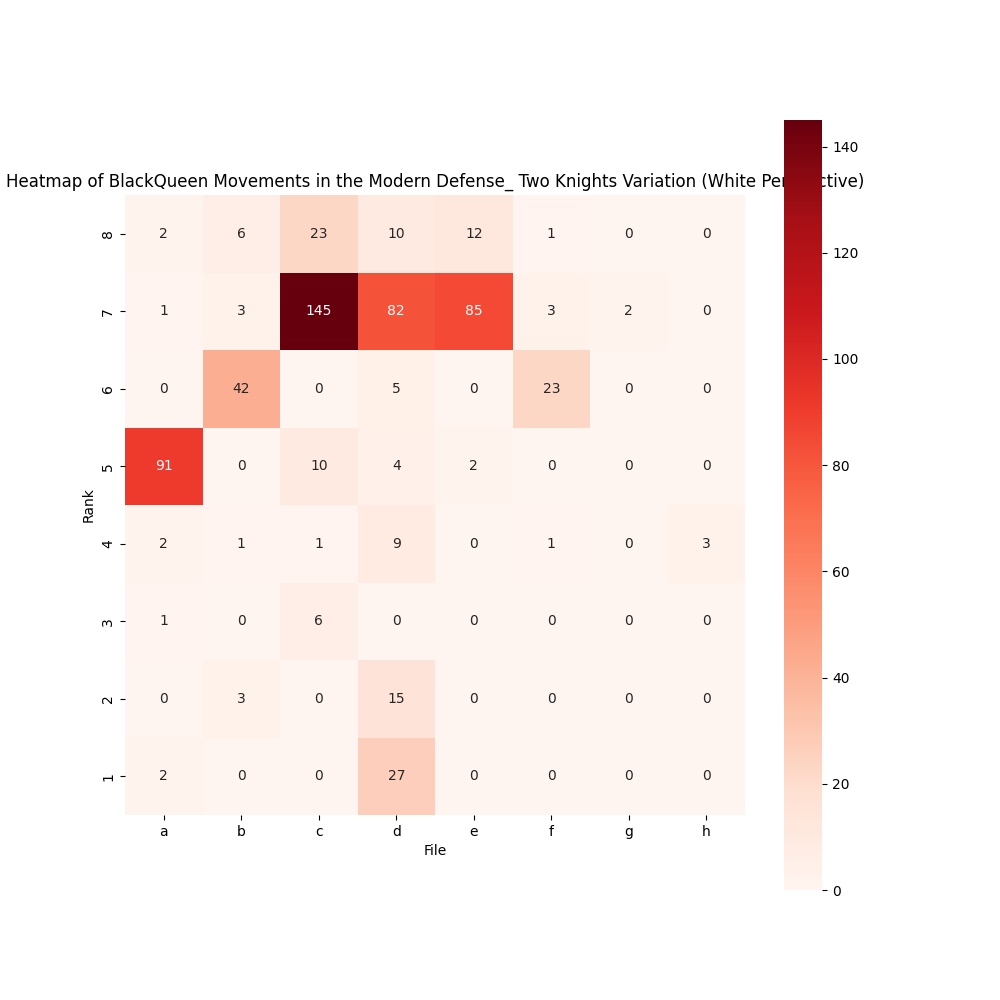 140
Heatmap of BlackQueen Movements in the Modern Defense_ Two Knights Variation (White Pe ctive)
8 2 6 23 10 12 1 0 0
120
7 1 3 145 82 85 3 2 0
100
6 0 42 0 5 0 23 0 0
80
5 91 0 10 4 2 0 0 0
Rank
4 2 1 1 9 0 1 0 3
60
3 1 0 6 0 0 0 0 0
40
2 0 3 0 15 0 0 0 0
20
1 2 0 0 27 0 0 0 0
a b c d e f g h
File
0